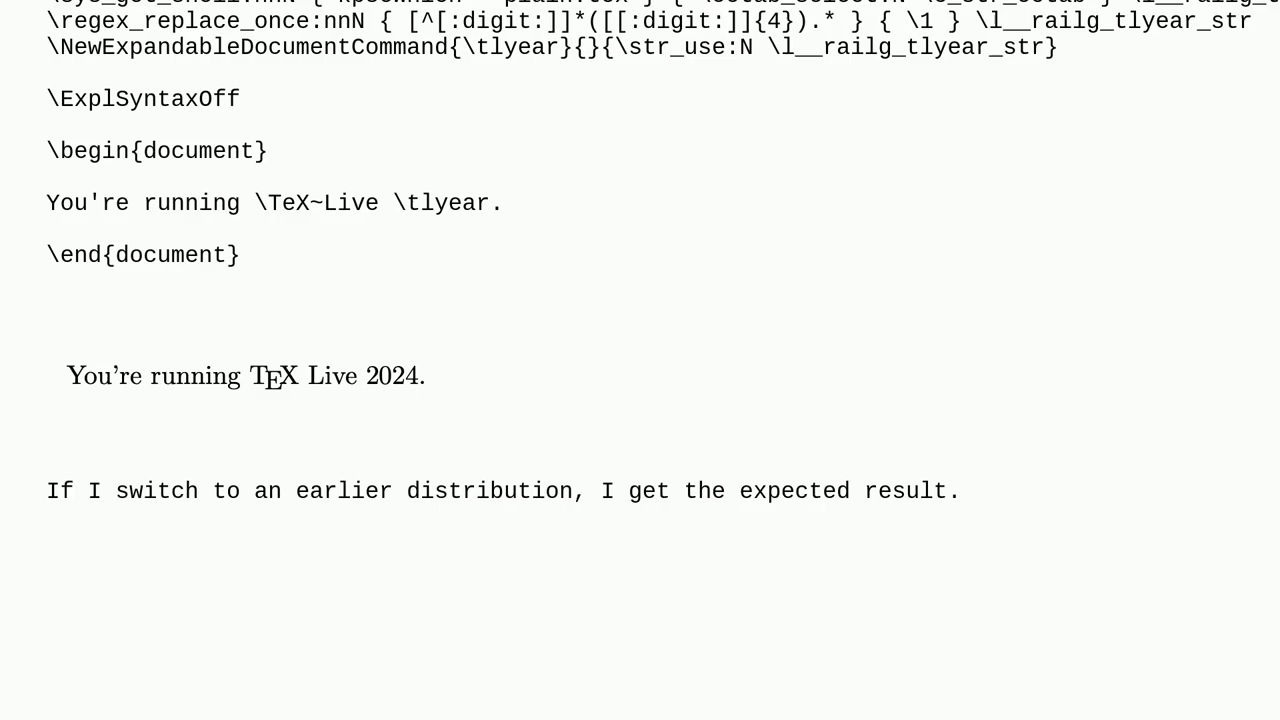 \regex_replace_once:nnN { [^[:digit:]]*([[:digit:]]{4}).* } { \1 } \l__railg_tlyear_str
\NewExpandableDocumentCommand{\tlyear}{}{\str_use:N \l__railg_tlyear_str}
\ExplSyntaxOff
\begin{document}
You're running \TeX~Live \tlyear.
\end{document}
You’re running TEX Live 2024.
If I switch to an earlier distribution, I get the expected result.